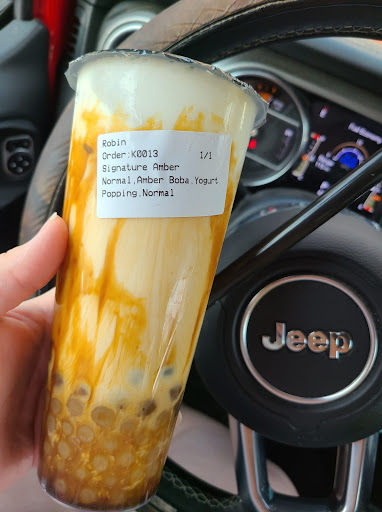 Robin
Order:K0013 1/1
Signature Amber
Normal,Amber Boba,Yogurt
Popping,Normal
Jeep